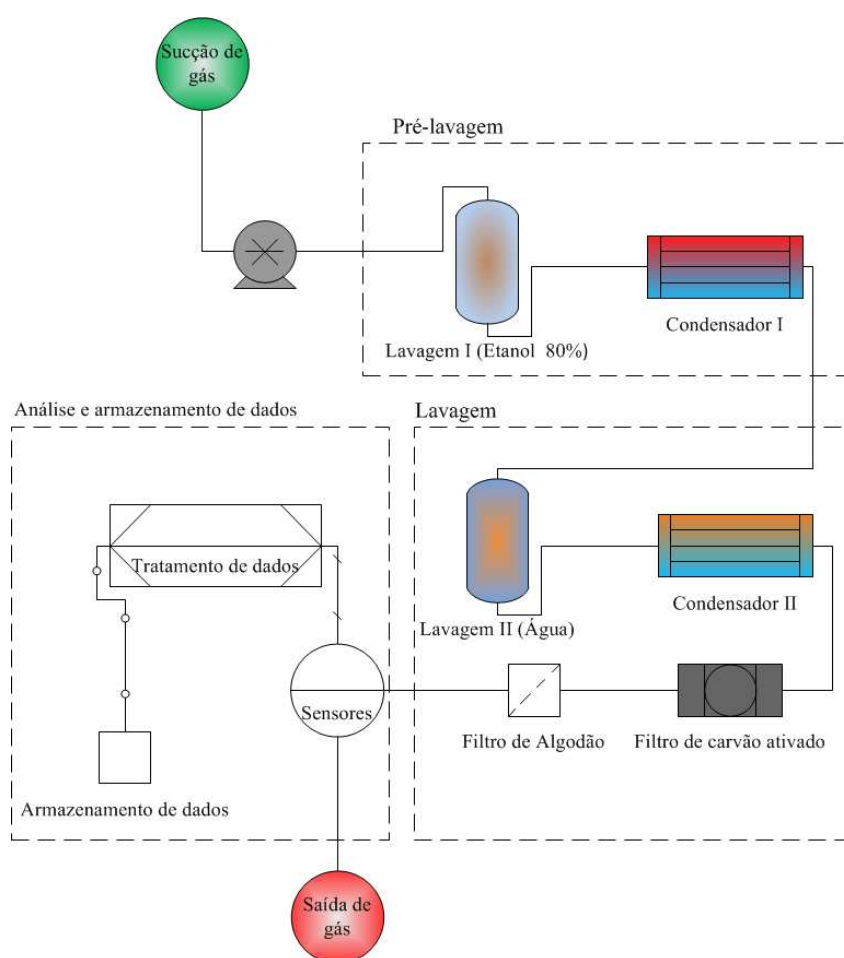 Sucção de
gás
Pré-lavagem
Lavagem I (Etanol 80%)
Condensador I
Análise e armazenamento de dados
Lavagem
Tratamento de dados
Lavagem II (Água)
Condensador II
Sensores
Filtro de Algodão
Filtro de carvão ativado
Armazenamento de dados
Saída de
gás